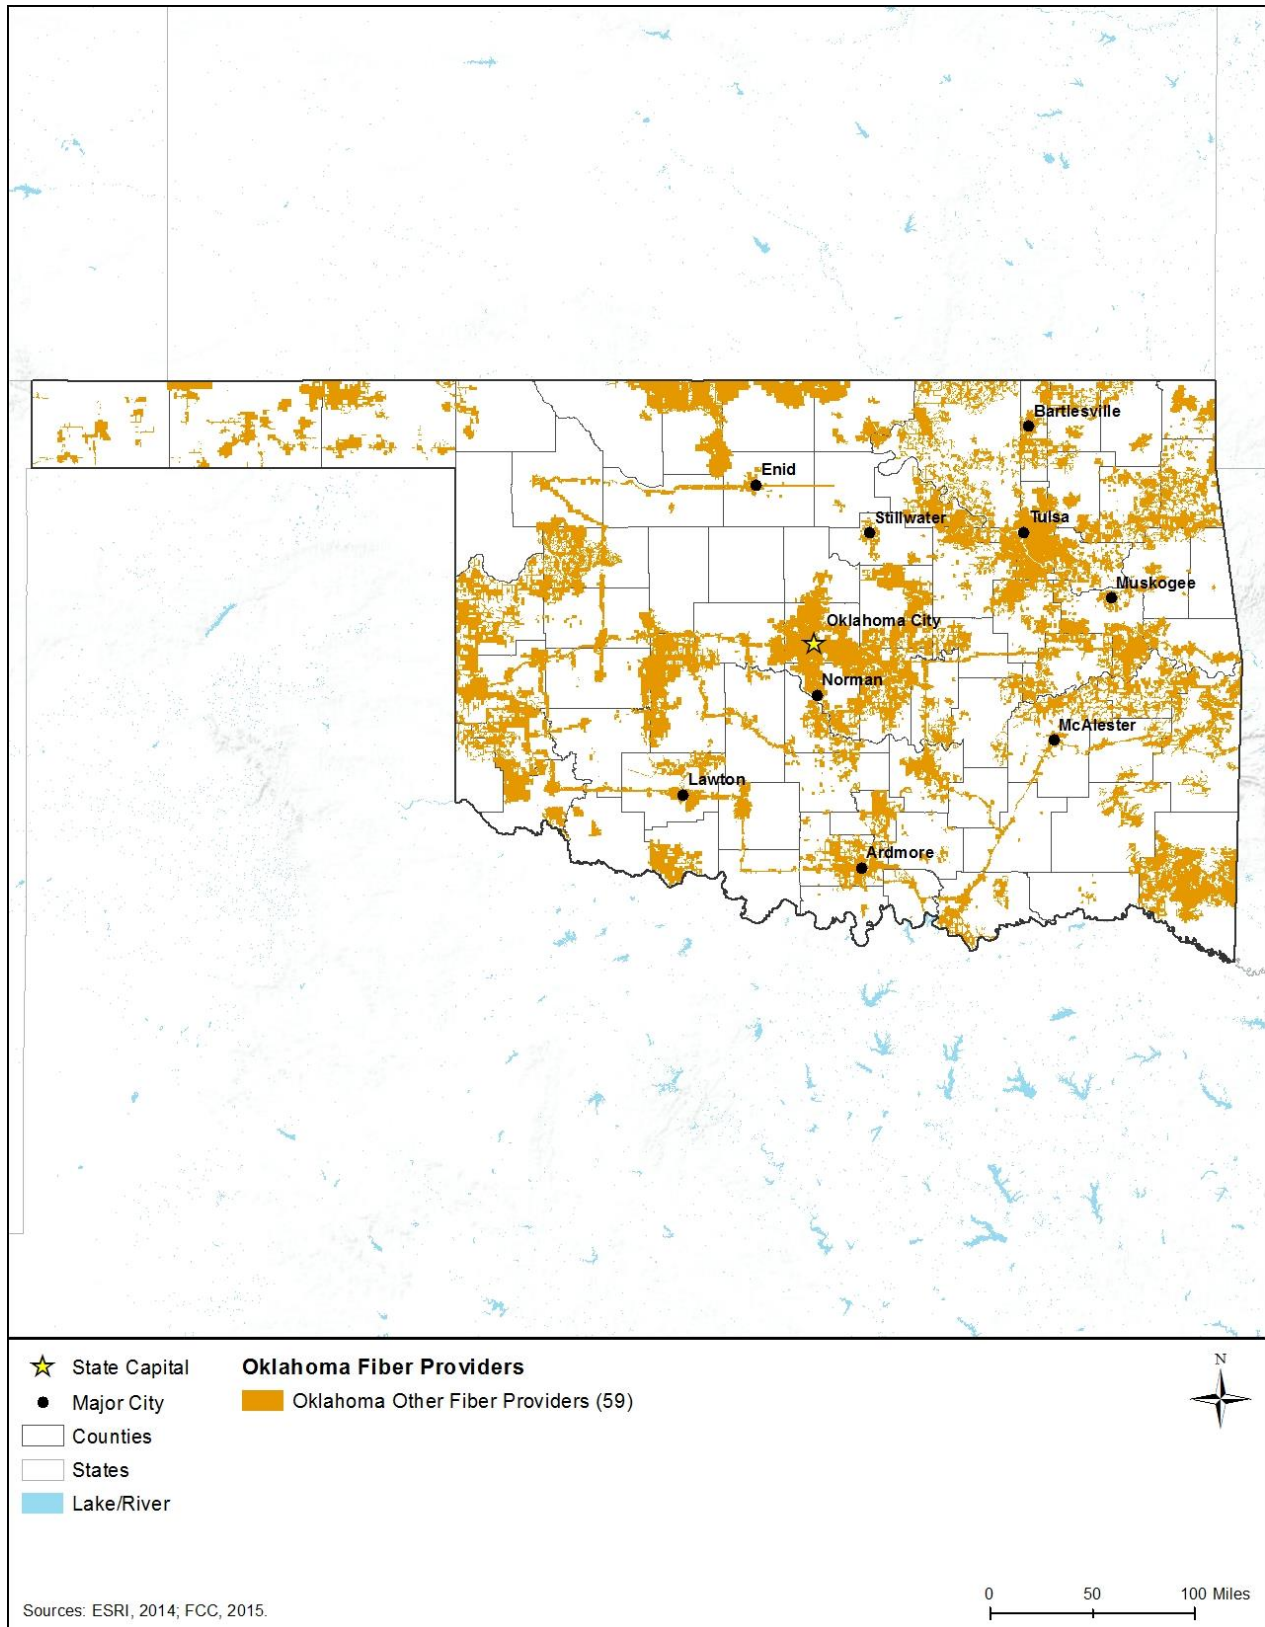 Bartlesville
Enid
Stillwater
Tulsa
Muskogee
Oklahoma City
Norman
McAlester
Lawton
Ardmore
State Capital
Major City
Counties
States
Lake/River
Oklahoma Fiber Providers
Oklahoma Other Fiber Providers (59)
N
0 50 100 Miles
Sources: ESRI, 2014; FCC, 2015.